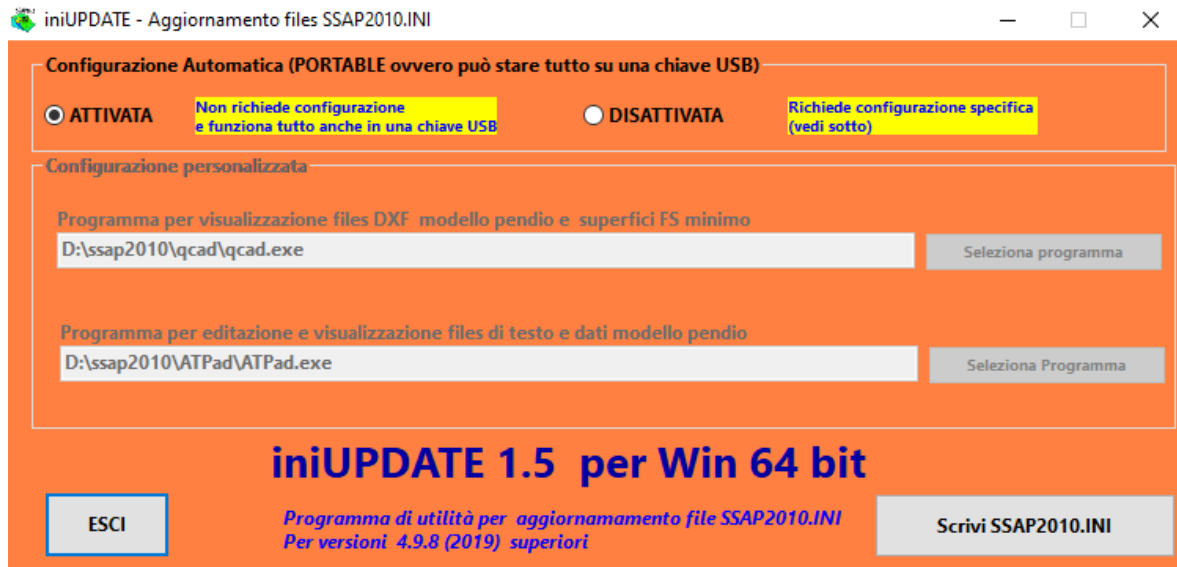 iniUPDATE - Aggiornamento files SSAP2010.INI
Configurazione Automatica (PORTABLE ovvero può stare tutto su una chiave USB)
ATTIVATA
Non richiede configurazione
e funziona tutto anche in una chiave USB
DISATTIVATA
Richiede configurazione specifica
(vedi sotto)
Configurazione personalizzata
Programma per visualizzazione files DXF modello pendio e superfici FS minimo
D:\ssap2010\qcad\qcad.exe
Seleziona programma
Programma per editazione e visualizzazione files di testo e dati modello pendio
D:\ssap2010\ATPad\ATPad.exe
Seleziona Programma
iniUPDATE 1.5 per Win 64 bit
ESCI
Programma di utilità per aggiornamamento file SSAP2010.INI
Per versioni 4.9.8 (2019) superiori
Scrivi SSAP2010.INI